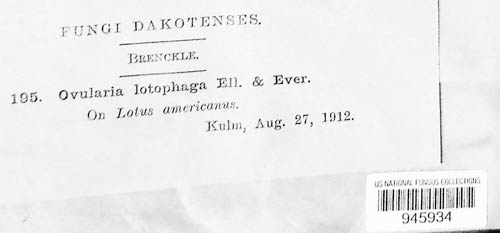 FUNGI DAKOTENSES.
BRENCKLE.
195. Ovularia lotophaga Ell. & Ever.
On Lotus americanus.
Kulm, Aug. 27, 1912.
US NATIONAL FUNGUS COLLECTIONS
945934